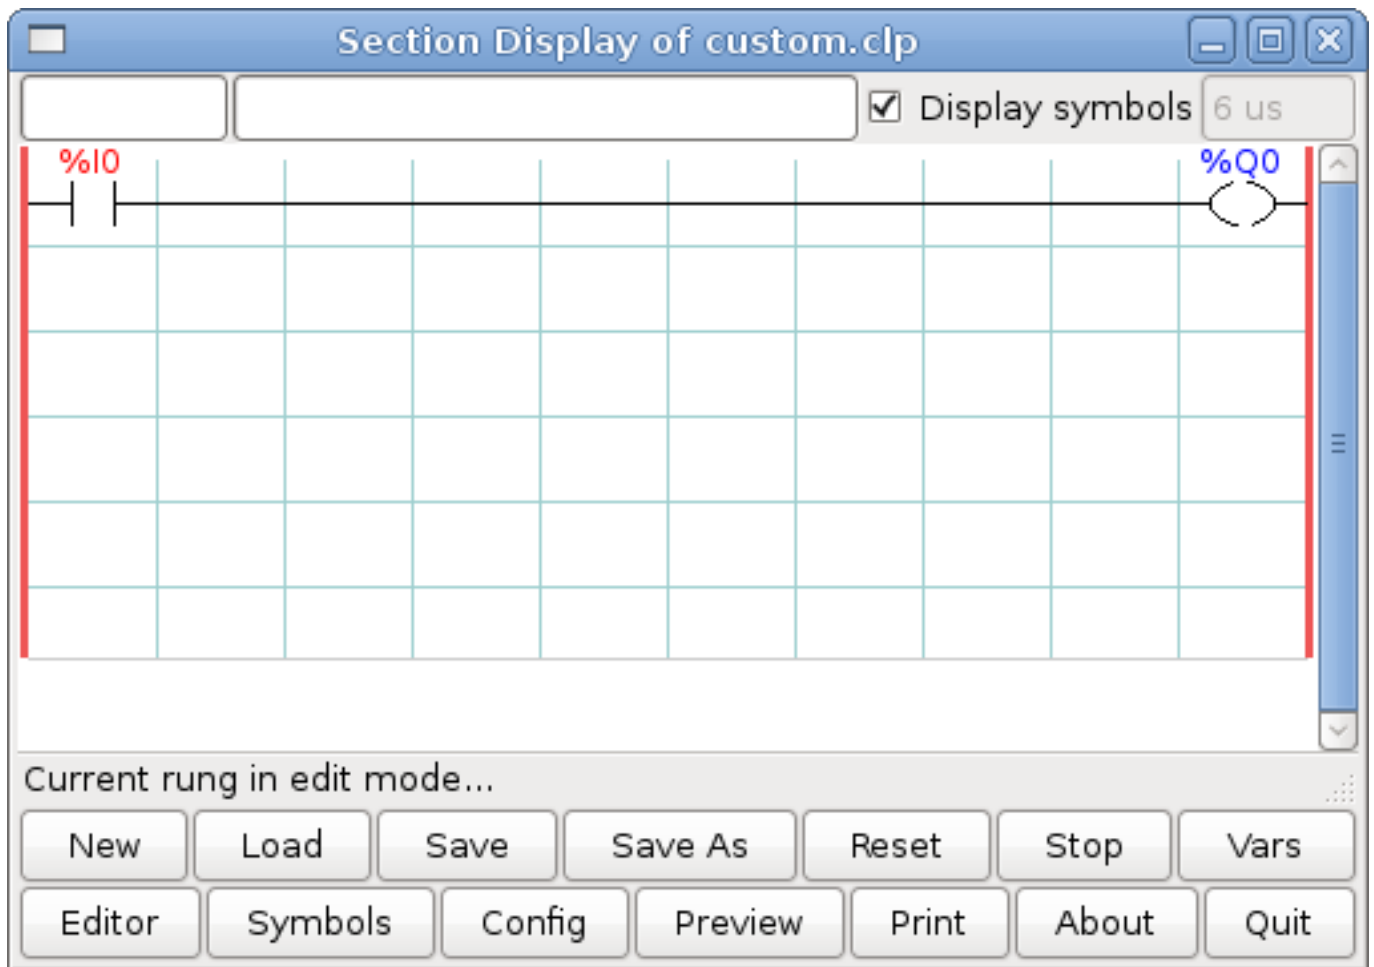 Section Display of custom.clp
Display symbols 6 us
%I0 %Q0
Current rung in edit mode...
New Load Save Save As Reset Stop Vars
Editor Symbols Config Preview Print About Quit